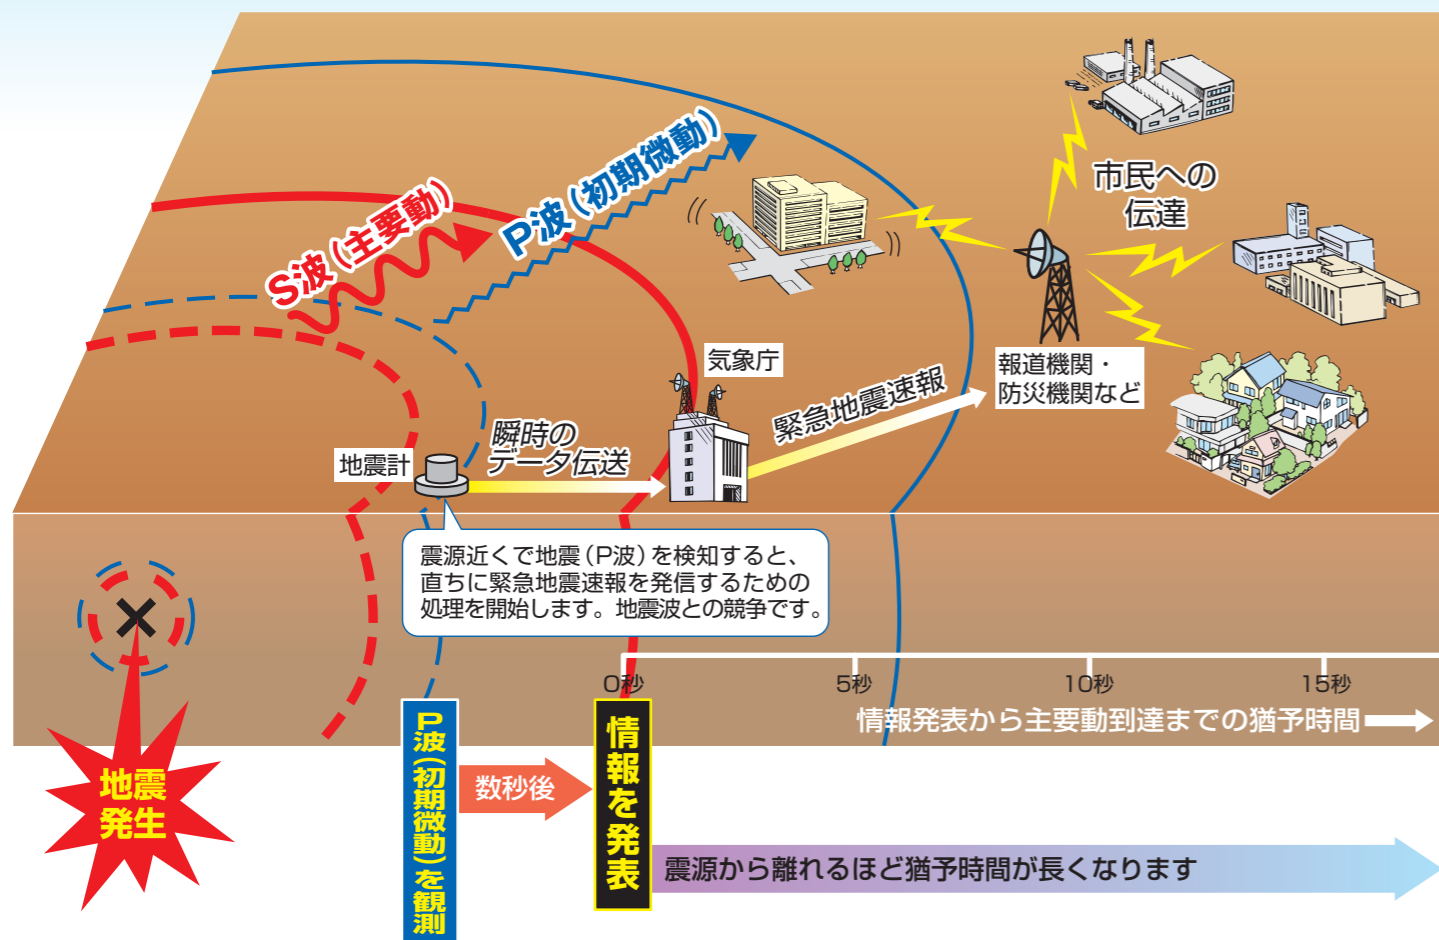 S波(主要動)
P波(初期微動)
市民への
伝達
気象庁
報道機関・
防災機関など
緊急地震速報
瞬時の
データ伝送
地震計
震源近くで地震(P波)を検知すると、
直ちに緊急地震速報を発信するための
処理を開始します。地震波との競争です。
0秒
5秒
10秒
15秒
情報発表から主要動到達までの猶予時間
地震
発生
P波(初期微動)を観測
数秒後
情報を発表
震源から離れるほど猶予時間が長くなります